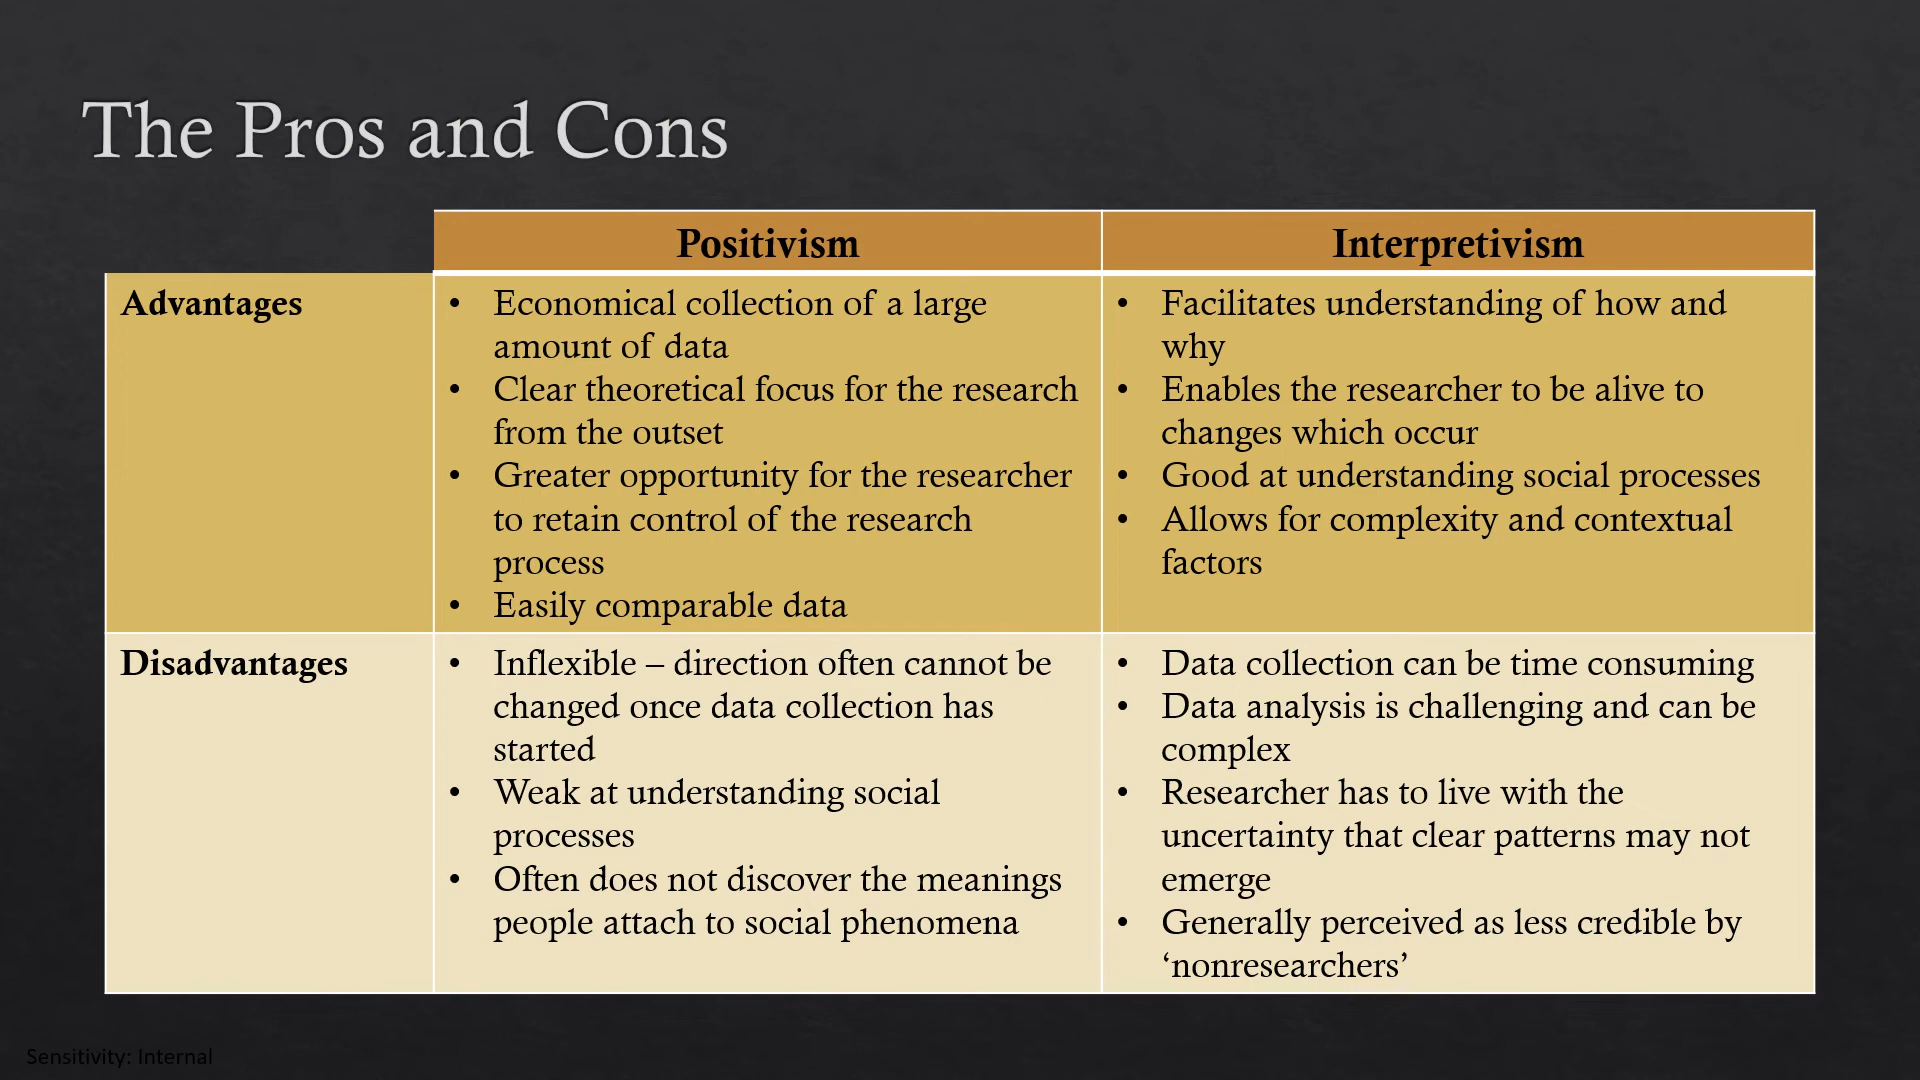 The Pros and Cons
Positivism
Interpretivism
Advantages
• Economical collection of a large
amount of data
• Clear theoretical focus for the research
from the outset
• Greater opportunity for the researcher
to retain control of the research
process
• Easily comparable data
• Facilitates understanding of how and
why
• Enables the researcher to be alive to
changes which occur
• Good at understanding social processes
• Allows for complexity and contextual
factors
Disadvantages
• Inflexible – direction often cannot be
changed once data collection has
started
• Weak at understanding social
processes
• Often does not discover the meanings
people attach to social phenomena
• Data collection can be time consuming
• Data analysis is challenging and can be
complex
• Researcher has to live with the
uncertainty that clear patterns may not
emerge
• Generally perceived as less credible by
‘nonresearchers’
Sensitivity: Internal